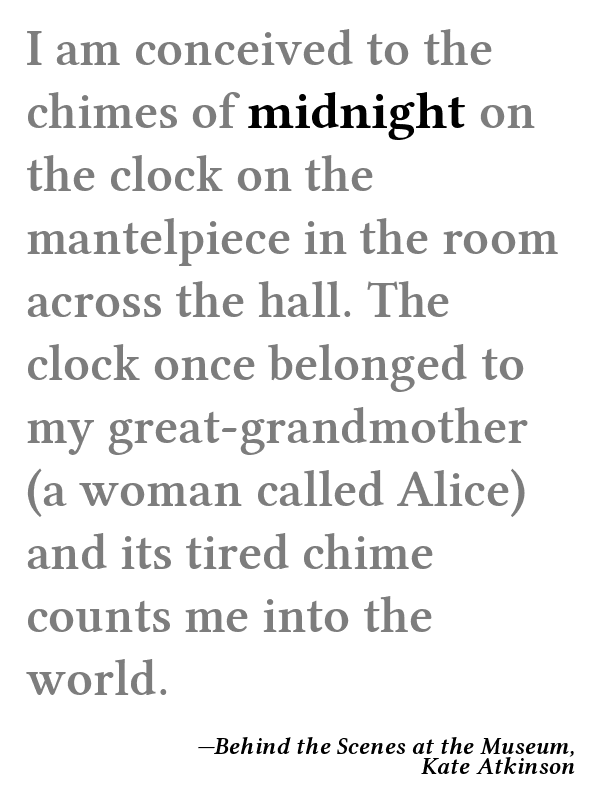 I am conceived to the
chimes of midnight on
the clock on the
mantelpiece in the room
across the hall. The
clock once belonged to
my great-grandmother
(a woman called Alice)
and its tired chime
counts me into the
world.
—Behind the Scenes at the Museum,
Kate Atkinson